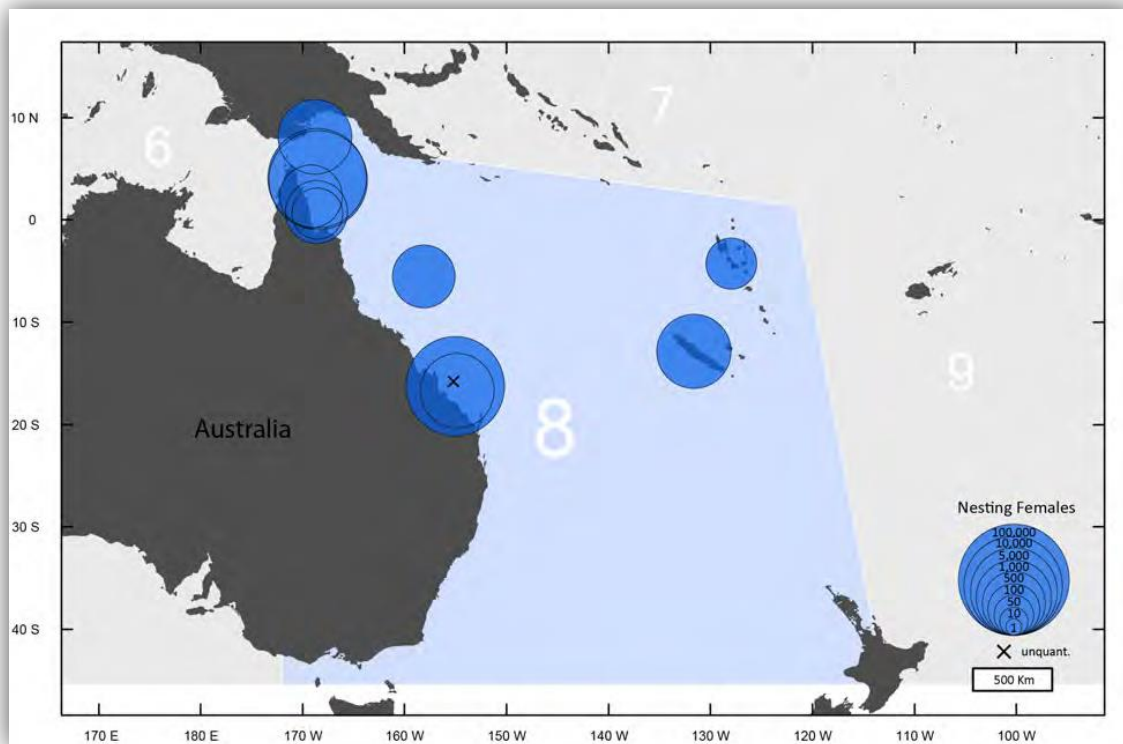 6
7
8
9
Australia
10 N
0
10 S
20 S
30 S
40 S
170 E
180 E
170 W
160 W
150 W
140 W
130 W
120 W
110 W
100 W
Nesting Females
100,000
10,000
5,000
1,000
500
100
50
10
1
× unquant.
500 Km